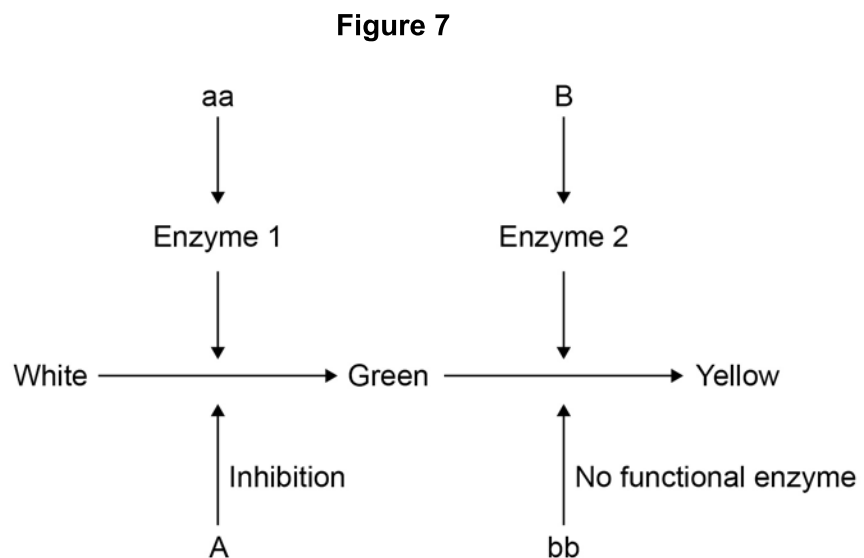 Figure 7
aa
B
Enzyme 1
Enzyme 2
White
Green
Yellow
Inhibition
No functional enzyme
A
bb